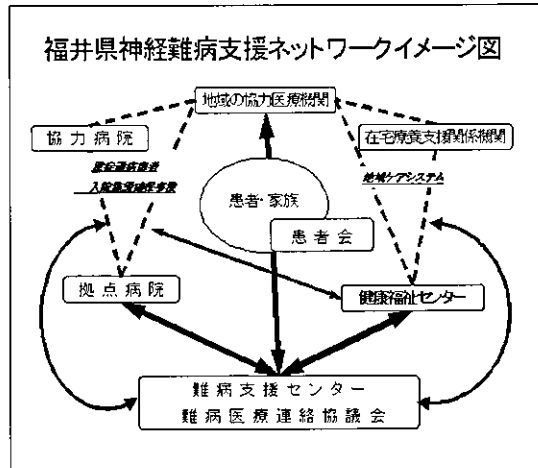 福井県神経難病支援ネットワークイメージ図
地域の協力医療機関
協力病院
在宅療養支援関係機関
地域ケアシステム
患者・家族
患者会
拠点病院
健康福祉センター
難病支援センター
難病医療連絡協議会